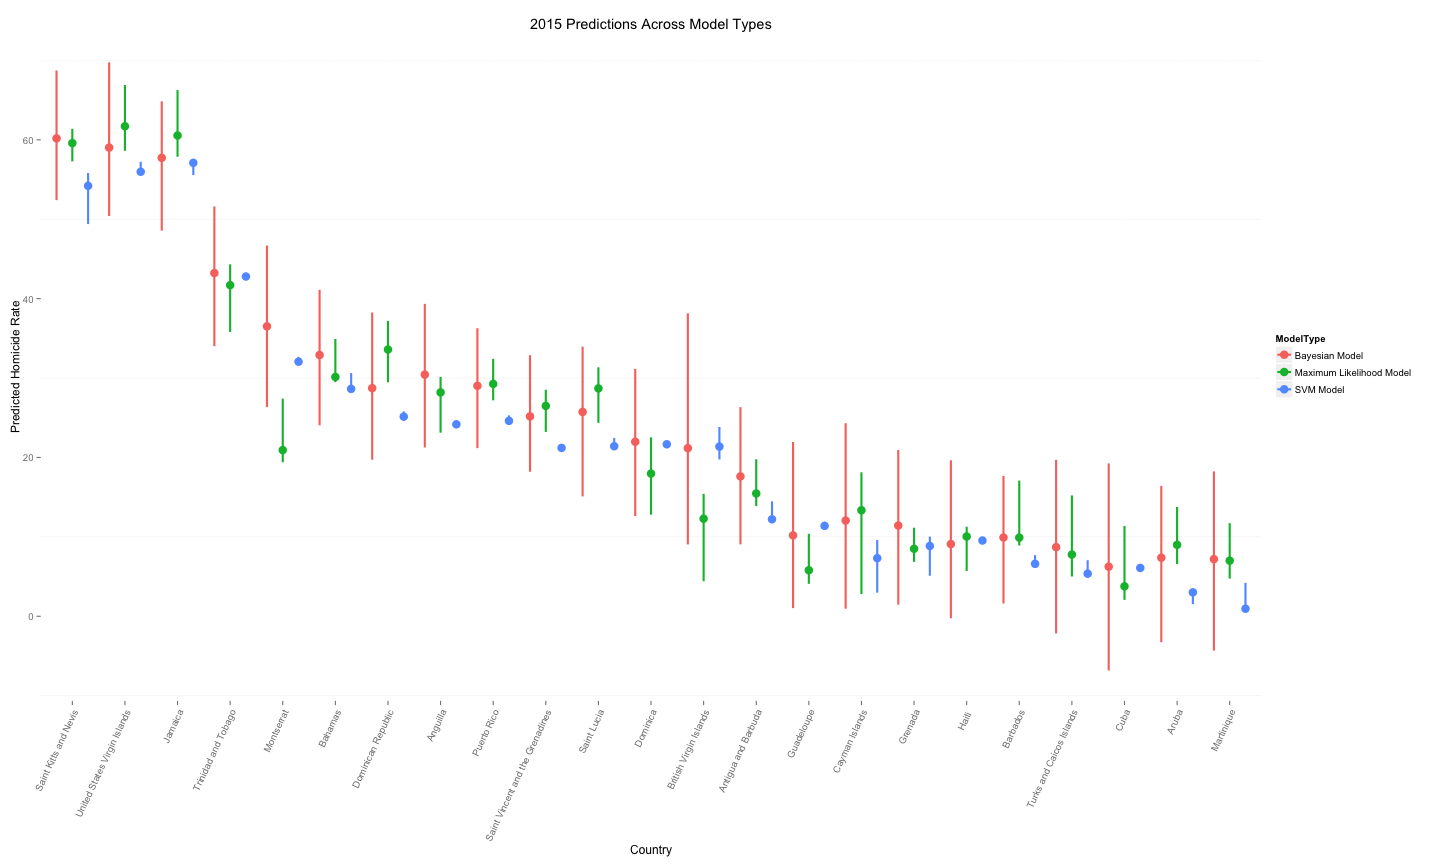 2015 Predictions Across Model Types
Predicted Homicide Rate
60
40
20
0
ModelType
Bayesian Model
Maximum Likelihood Model
SVM Model
Saint Kitts and Nevis
United States Virgin Islands
Jamaica
Trinidad and Tobago
Montserrat
Bahamas
Dominican Republic
Anguilla
Puerto Rico
Saint Vincent and the Grenadines
Saint Lucia
Dominica
British Virgin Islands
Antigua and Barbuda
Guadeloupe
Cayman Islands
Grenada
Haiti
Barbados
Turks and Caicos Islands
Cuba
Aruba
Martinique
Country